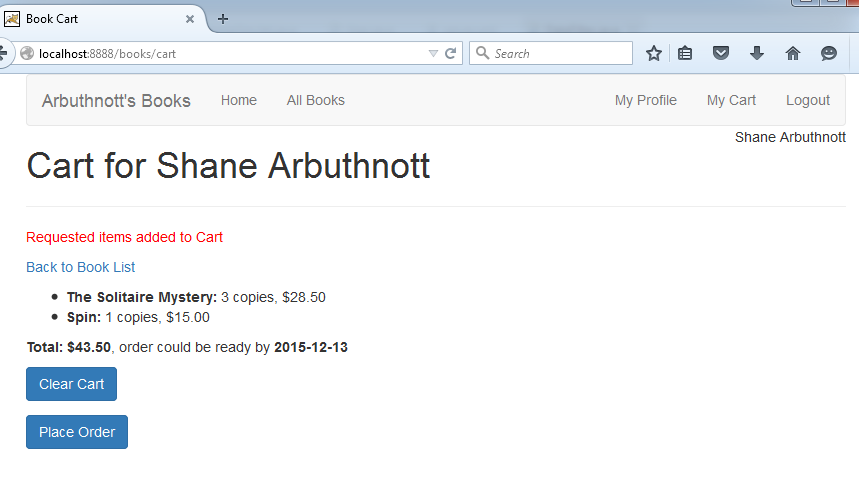 Book Cart
localhost:8888/books/cart
Search
Arbuthnott's Books Home All Books My Profile My Cart Logout
Shane Arbuthnott
Cart for Shane Arbuthnott
Requested items added to Cart
Back to Book List
The Solitaire Mystery: 3 copies, $28.50
Spin: 1 copies, $15.00
Total: $43.50, order could be ready by 2015-12-13
Clear Cart
Place Order